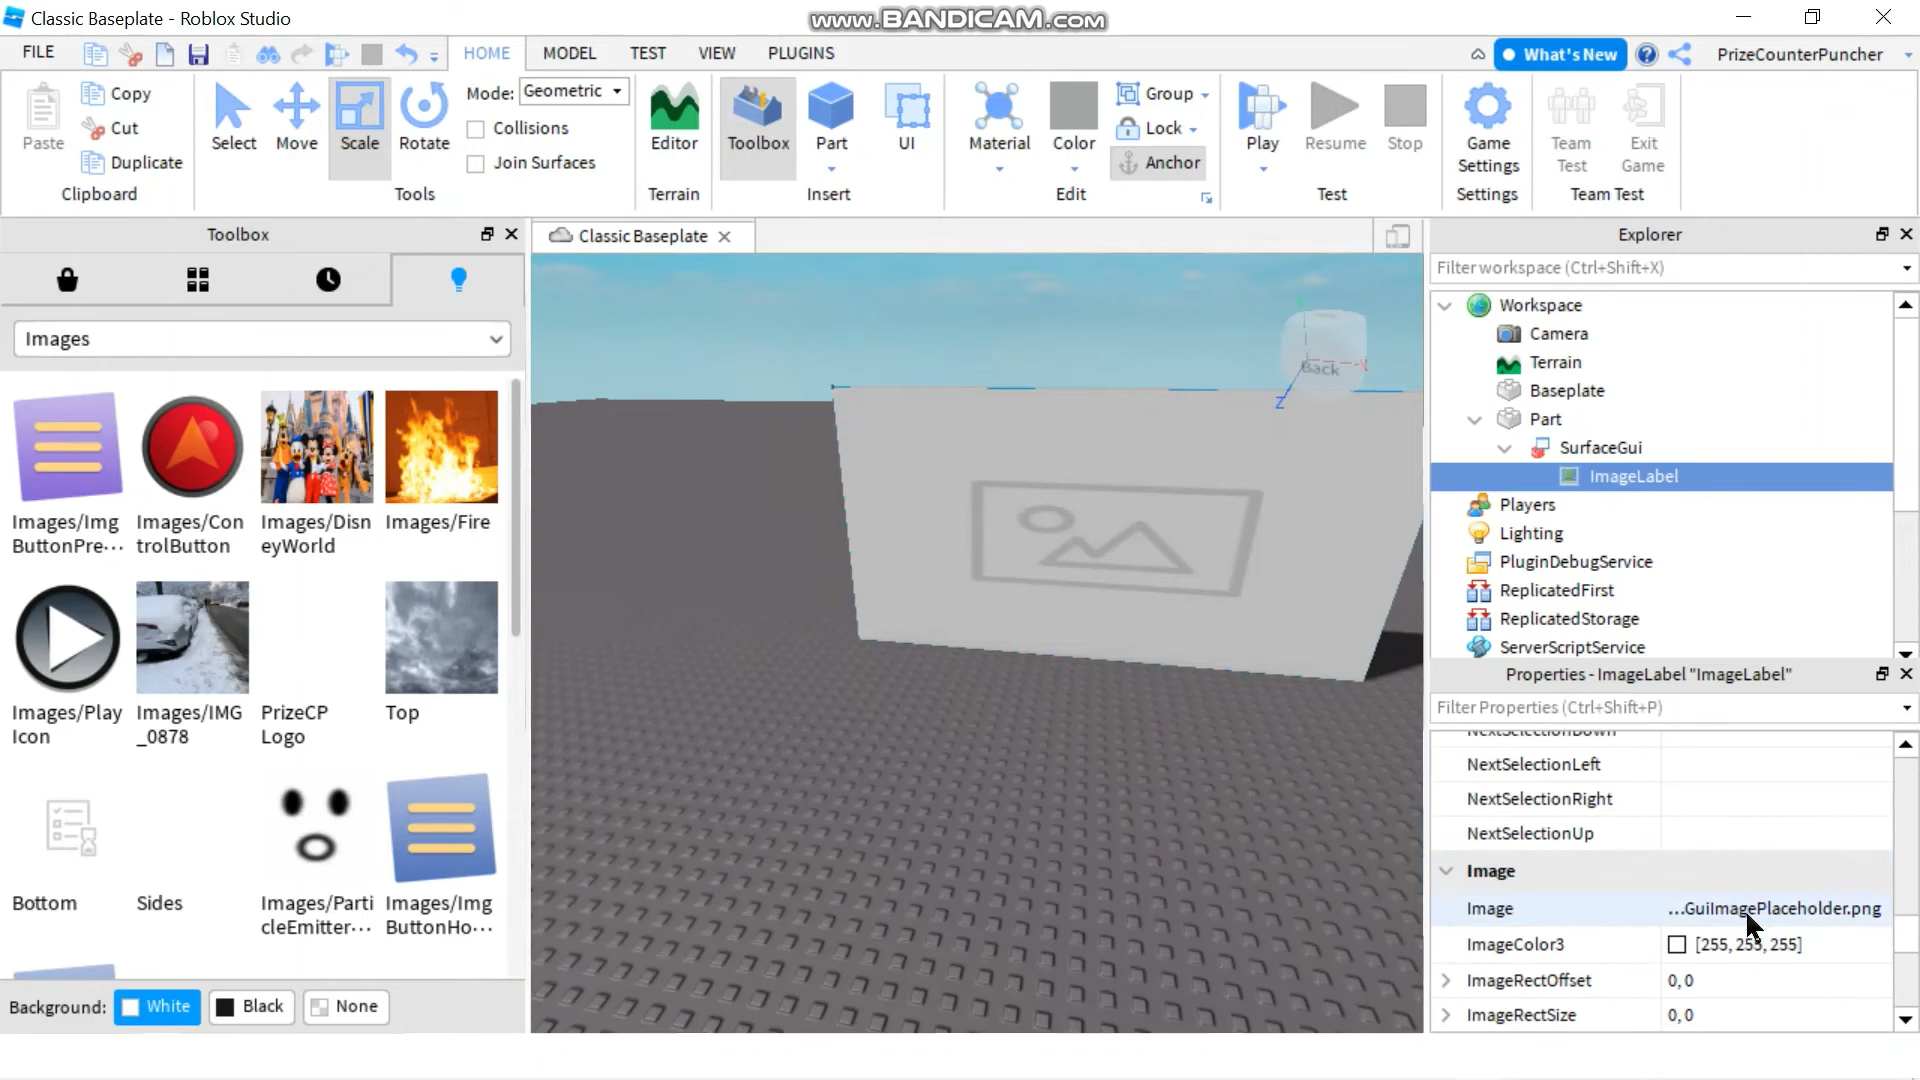 Classic Baseplate - Roblox Studio
www.BANDICAM.com
FILE
HOME
MODEL
TEST
VIEW
PLUGINS
What's New
PrizeCounterPuncher
Paste
Copy
Cut
Duplicate
Clipboard
Select
Move
Scale
Rotate
Mode: Geometric
Collisions
Join Surfaces
Tools
Editor
Terrain
Toolbox
Part
UI
Insert
Material
Color
Group
Lock
Anchor
Edit
Play
Resume
Stop
Test
Game
Settings
Settings
Team
Test
Exit
Game
Team Test
Toolbox
Images
Images/Img
ButtonPre···
Images/Con
trolButton
Images/Disn
eyWorld
Images/Fire
Images/Play
Icon
Images/IMG
_0878
PrizeCP
Logo
Top
Bottom
Sides
Images/Parti
cleEmitter···
Images/Img
ButtonHo···
Background: White Black None
Classic Baseplate
Back
X
Z
Explorer
Filter workspace (Ctrl+Shift+X)
Workspace
Camera
Terrain
Baseplate
Part
SurfaceGui
ImageLabel
Players
Lighting
PluginDebugService
ReplicatedFirst
ReplicatedStorage
ServerScriptService
Properties - ImageLabel "ImageLabel"
Filter Properties (Ctrl+Shift+P)
NextSelectionDown
NextSelectionLeft
NextSelectionRight
NextSelectionUp
Image
Image ...GuiImagePlaceholder.png
ImageColor3 [255, 255, 255]
ImageRectOffset 0, 0
ImageRectSize 0, 0